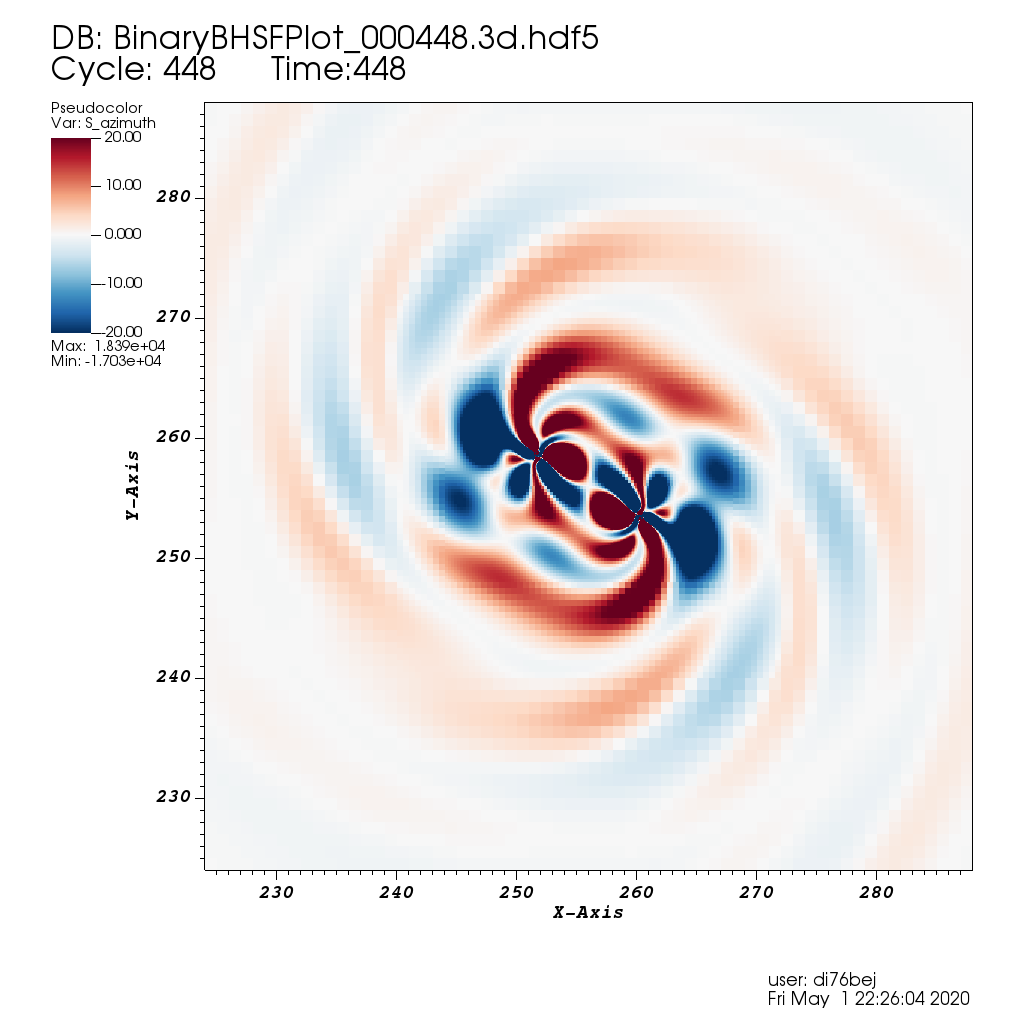 DB: BinaryBHSFPlot_000448.3d.hdf5
Cycle: 448 Time:448
Pseudocolor
Var: S_azimuth
20.00
10.00
0.000
-10.00
-20.00
Max: 1.839e+04
Min: -1.703e+04
280
270
260
250
240
230
Y-Axis
230 240 250 260 270 280
X-Axis
user: di76bej
Fri May 1 22:26:04 2020